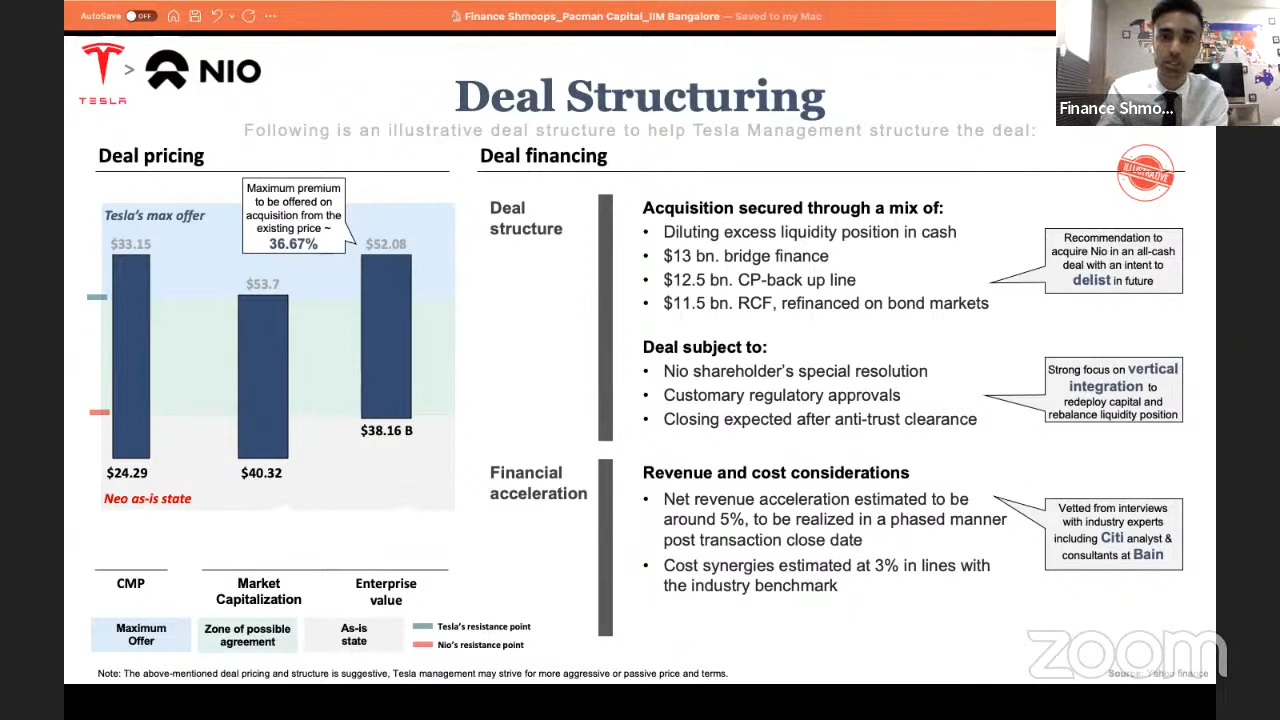 AutoSave OFF
Finance Shmoops_Pacman Capital_IIM Bangalore — Saved to my Mac
TESLA
>
NIO
Deal Structuring
Following is an illustrative deal structure to help Tesla Management structure the deal:
Finance Shmo...
Deal pricing
Tesla's max offer
Maximum premium
to be offered on
acquisition from the
existing price ~
36.67%
$33.15
$53.7
$52.08
$24.29
$40.32
$38.16 B
Neo as-is state
CMP
Market
Capitalization
Enterprise
value
Maximum
Offer
Zone of possible
agreement
As-is
state
Tesla's resistance point
Nio's resistance point
Deal financing
ILLUSTRATIVE
Deal
structure
Acquisition secured through a mix of:
• Diluting excess liquidity position in cash
• $13 bn. bridge finance
• $12.5 bn. CP-back up line
• $11.5 bn. RCF, refinanced on bond markets
Recommendation to
acquire Nio in an all-cash
deal with an intent to
delist in future
Deal subject to:
• Nio shareholder's special resolution
• Customary regulatory approvals
• Closing expected after anti-trust clearance
Strong focus on vertical
integration to
redeploy capital and
rebalance liquidity position
Financial
acceleration
Revenue and cost considerations
• Net revenue acceleration estimated to be
around 5%, to be realized in a phased manner
post transaction close date
• Cost synergies estimated at 3% in lines with
the industry benchmark
Vetted from interviews
with industry experts
including Citi analyst &
consultants at Bain
Note: The above-mentioned deal pricing and structure is suggestive, Tesla management may strive for more aggressive or passive price and terms.
Source: Yahoo finance
zoom